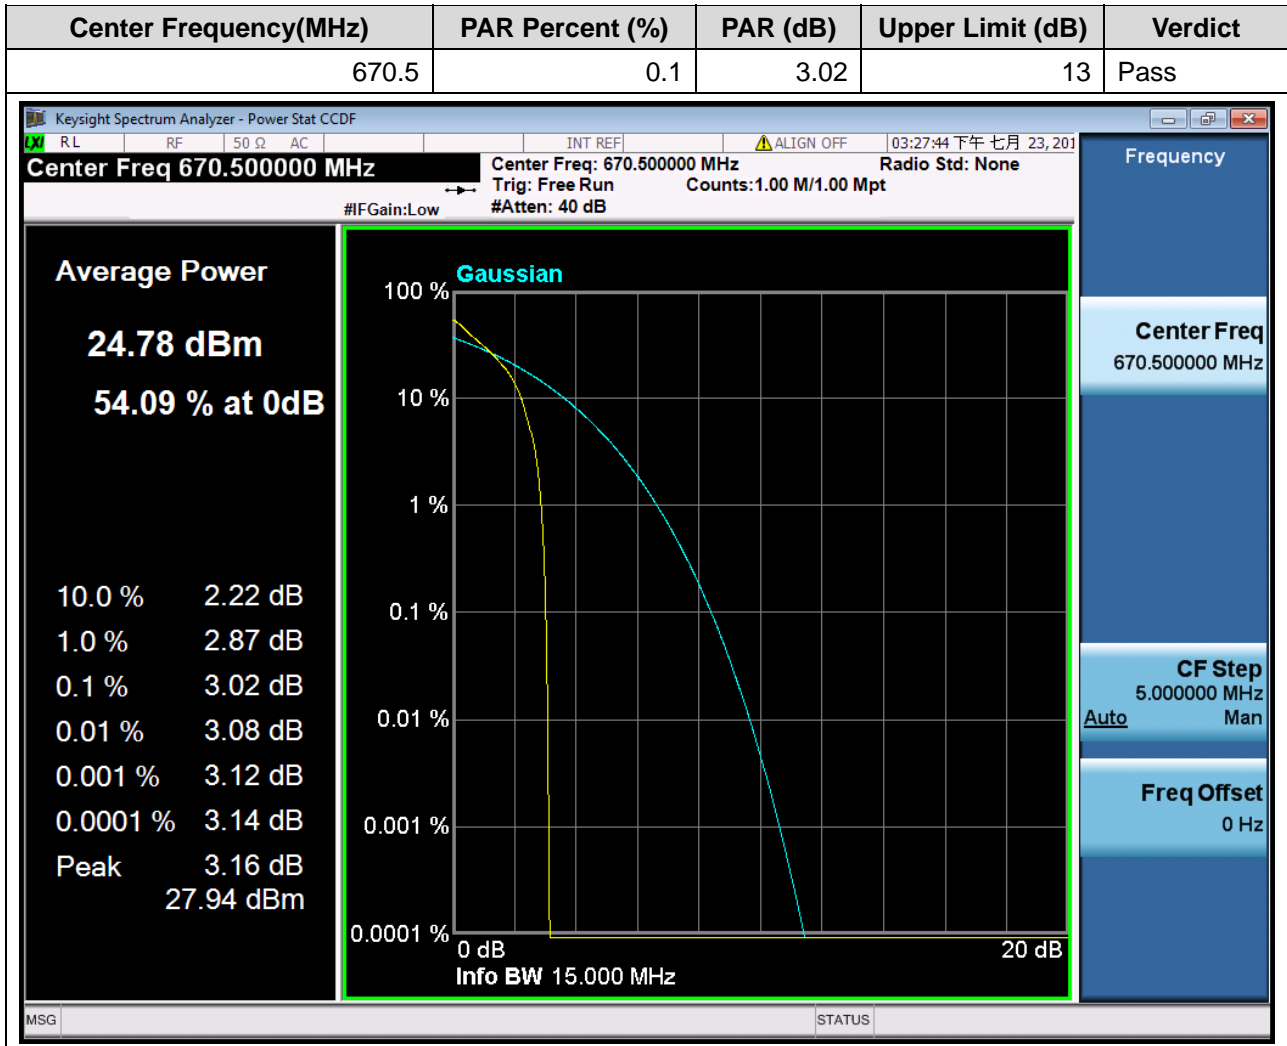 Center Frequency(MHz) PAR Percent (%) PAR (dB) Upper Limit (dB) Verdict
670.5 0.1 3.02 13 Pass
Keysight Spectrum Analyzer - Power Stat CCDF
LXI RL RF 50 Ω AC INT REF ALIGN OFF 03:27:44 下午 七月 23, 201
Center Freq 670.500000 MHz
Center Freq: 670.500000 MHz Radio Std: None
Trig: Free Run Counts:1.00 M/1.00 Mpt
#IFGain:Low #Atten: 40 dB
Frequency
Average Power
24.78 dBm
54.09 % at 0dB
10.0 % 2.22 dB
1.0 % 2.87 dB
0.1 % 3.02 dB
0.01 % 3.08 dB
0.001 % 3.12 dB
0.0001 % 3.14 dB
Peak 3.16 dB
27.94 dBm
Gaussian
100 %
10 %
1 %
0.1 %
0.01 %
0.001 %
0.0001 %
0 dB 20 dB
Info BW 15.000 MHz
Center Freq
670.500000 MHz
CF Step
5.000000 MHz
Auto Man
Freq Offset
0 Hz
MSG STATUS